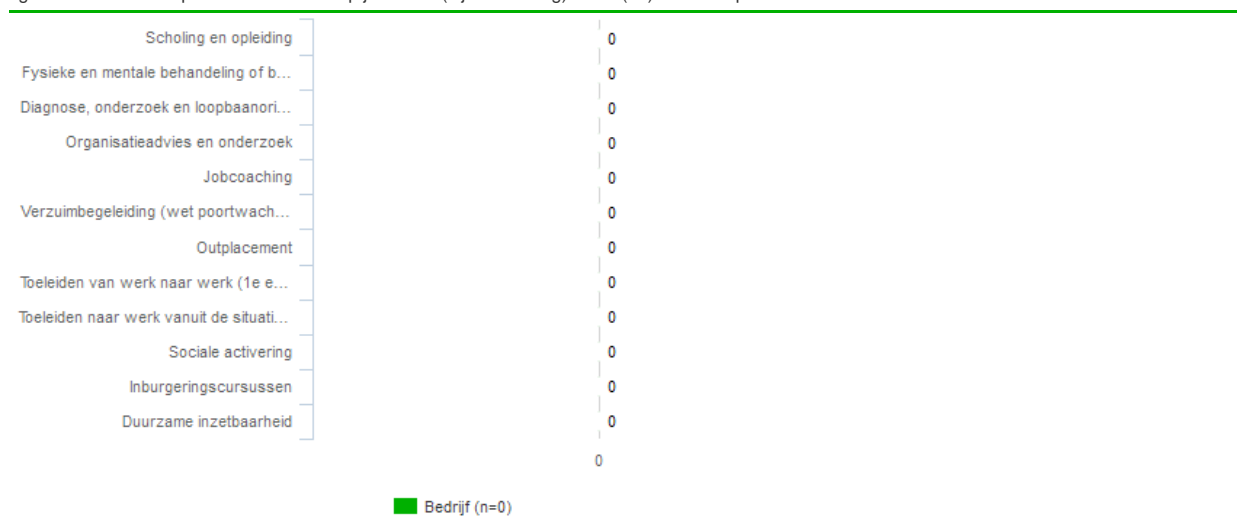 Scholing en opleiding 0
Fysieke en mentale behandeling of b... 0
Diagnose, onderzoek en loopbaanori... 0
Organisatieadvies en onderzoek 0
Jobcoaching 0
Verzuimbegeleiding (wet poortwach... 0
Outplacement 0
Toeleiden van werk naar werk (1e e... 0
Toeleiden naar werk vanuit de situati... 0
Sociale activering 0
Inburgeringscursussen 0
Duurzame inzetbaarheid 0
0
Bedrijf (n=0)